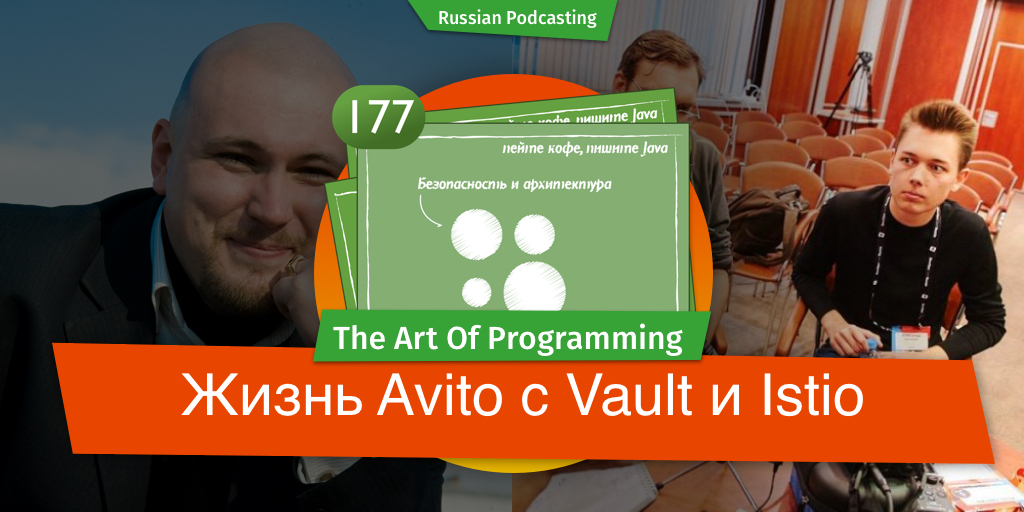 Russian Podcasting
177
кофе, пишите Java
пейте кофе, пишите Java
Безопасность и архитектура
The Art Of Programming
Жизнь Avito с Vault и Istio